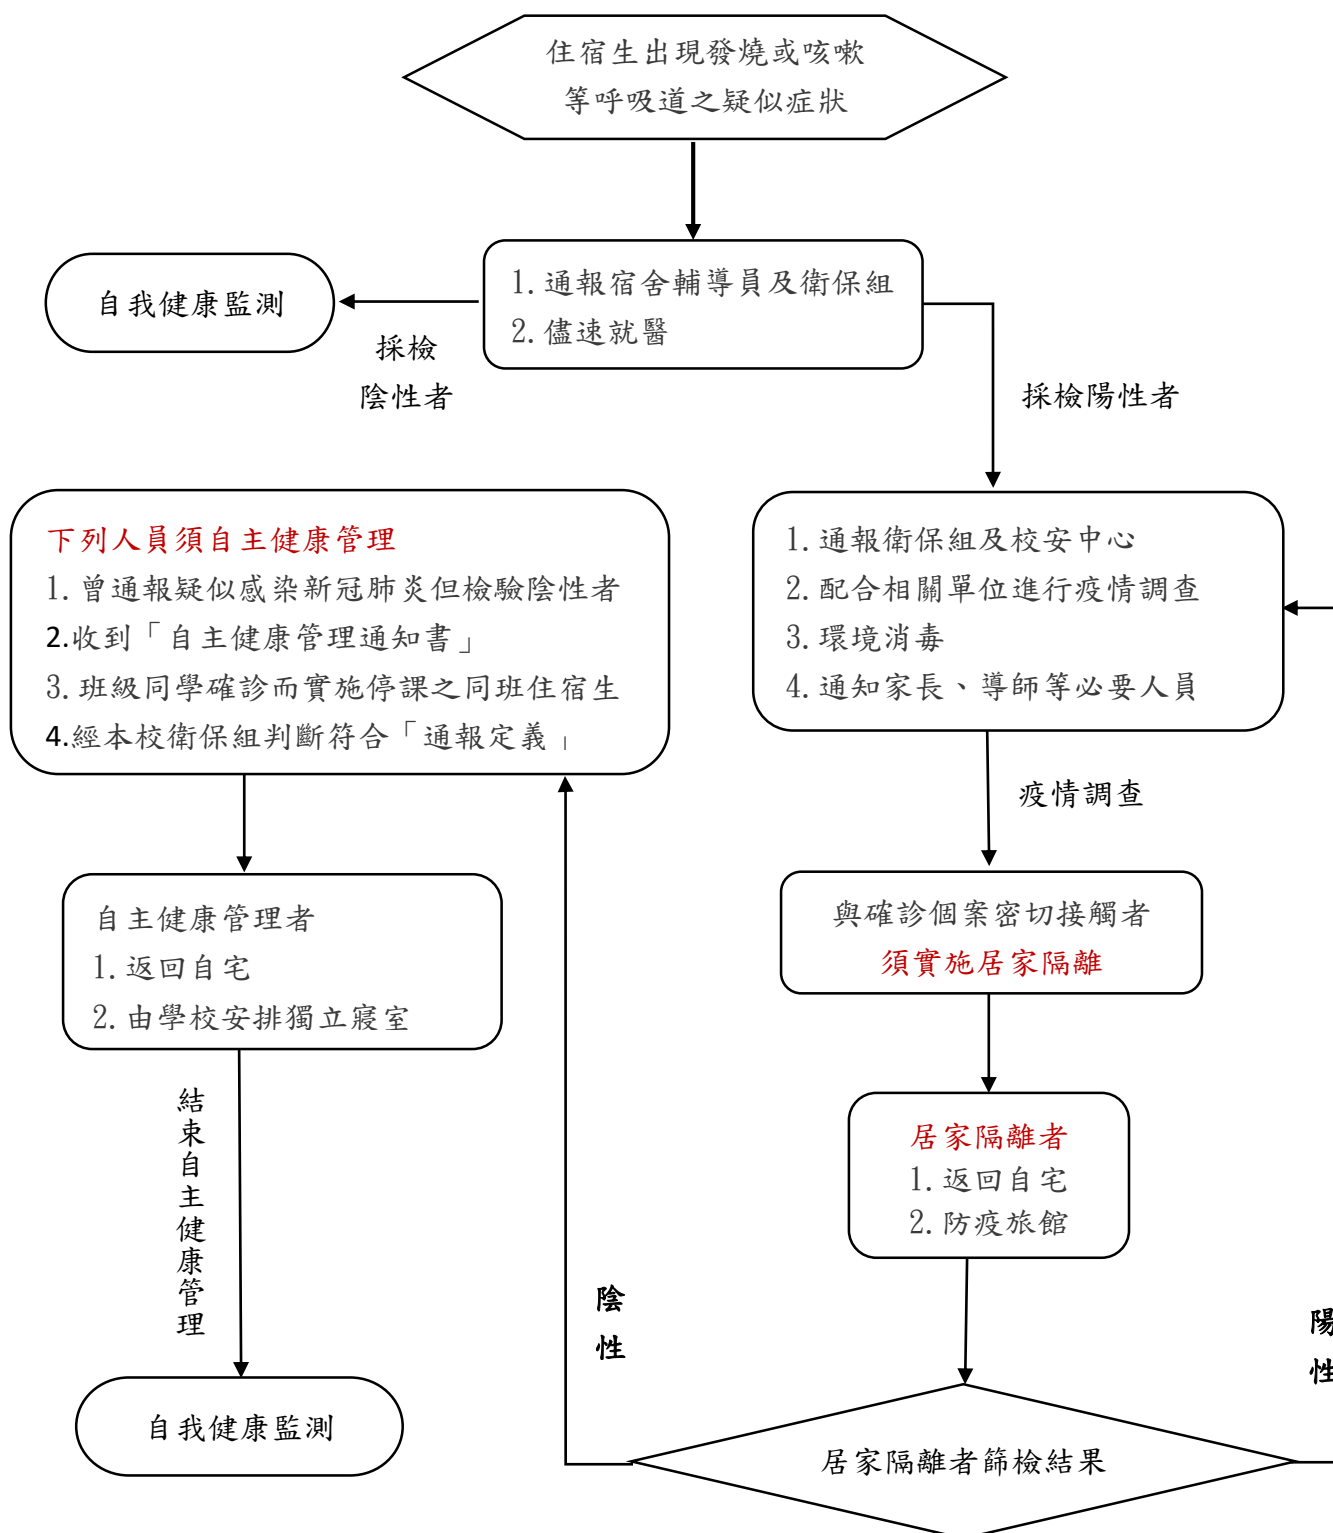 住宿生出現發燒或咳嗽
等呼吸道之疑似症狀
1.通報宿舍輔導員及衛保組
2.儘速就醫
自我健康監測
採檢
陰性者
採檢陽性者
下列人員須自主健康管理
1.曾通報疑似感染新冠肺炎但檢驗陰性者
2.收到「自主健康管理通知書」
3.班級同學確診而實施停課之同班住宿生
4.經本校衛保組判斷符合「通報定義」
1.通報衛保組及校安中心
2.配合相關單位進行疫情調查
3.環境消毒
4.通知家長、導師等必要人員
疫情調查
自主健康管理者
1.返回自宅
2.由學校安排獨立寢室
與確診個案密切接觸者
須實施居家隔離
結束自主健康管理
居家隔離者
1.返回自宅
2.防疫旅館
陰
性
陽
性
自我健康監測
居家隔離者篩檢結果